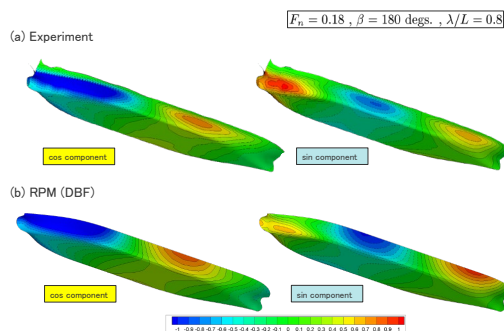 F_n = 0.18 , β = 180 degs. , λ/L = 0.8
(a) Experiment
cos component
sin component
(b) RPM (DBF)
cos component
sin component
-1 -0.9 -0.8 -0.7 -0.6 -0.5 -0.4 -0.3 -0.2 -0.1 0 0.1 0.2 0.3 0.4 0.5 0.6 0.7 0.8 0.9 1